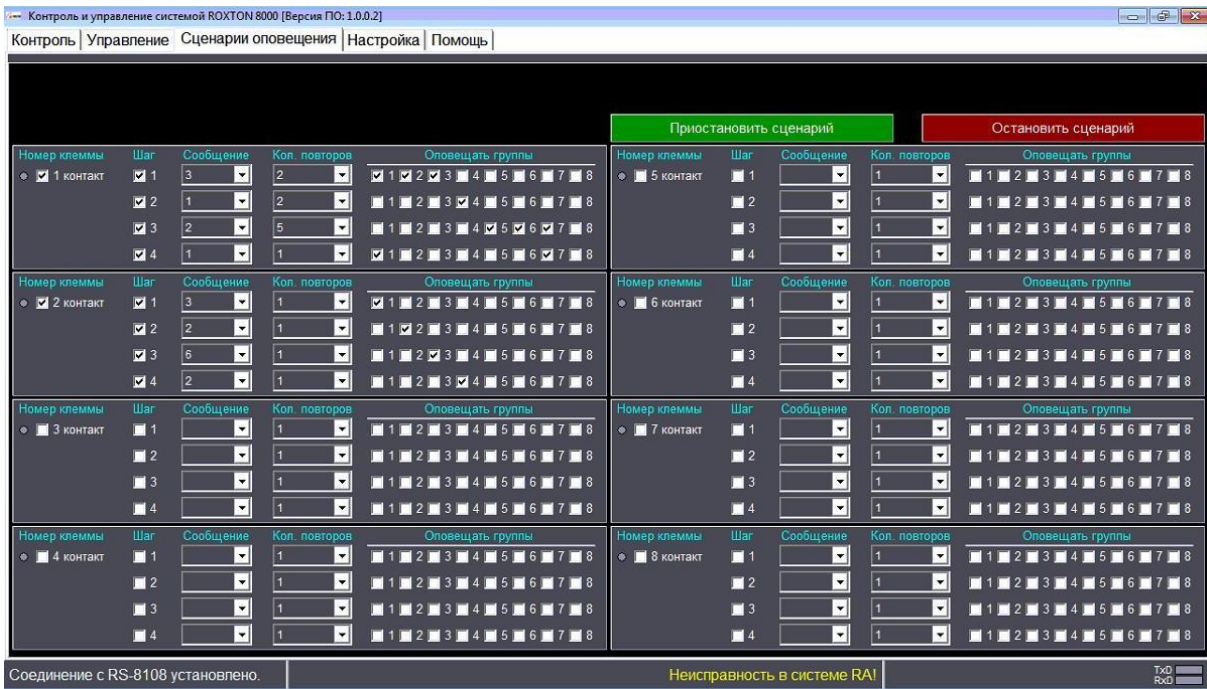 Контроль и управление системой ROXTON 8000 [Версия ПО: 1.0.0.2]
Контроль Управление Сценарии оповещения Настройка Помощь
Приостановить сценарий Остановить сценарий
Номер клеммы Шаг Сообщение Кол. повторов Оповещать группы Номер клеммы Шаг Сообщение Кол. повторов Оповещать группы
1 контакт 1 3 2 1 2 3 4 5 6 7 8 5 контакт 1 1 1 2 3 4 5 6 7 8
2 1 2 1 2 3 4 5 6 7 8 2 1 1 2 3 4 5 6 7 8
3 2 5 1 2 3 4 5 6 7 8 3 1 1 2 3 4 5 6 7 8
4 1 1 1 2 3 4 5 6 7 8 4 1 1 2 3 4 5 6 7 8
Номер клеммы Шаг Сообщение Кол. повторов Оповещать группы Номер клеммы Шаг Сообщение Кол. повторов Оповещать группы
2 контакт 1 3 1 1 2 3 4 5 6 7 8 6 контакт 1 1 1 2 3 4 5 6 7 8
2 2 1 1 2 3 4 5 6 7 8 2 1 1 2 3 4 5 6 7 8
3 6 1 1 2 3 4 5 6 7 8 3 1 1 2 3 4 5 6 7 8
4 2 1 1 2 3 4 5 6 7 8 4 1 1 2 3 4 5 6 7 8
Номер клеммы Шаг Сообщение Кол. повторов Оповещать группы Номер клеммы Шаг Сообщение Кол. повторов Оповещать группы
3 контакт 1 1 1 2 3 4 5 6 7 8 7 контакт 1 1 1 2 3 4 5 6 7 8
2 1 1 2 3 4 5 6 7 8 2 1 1 2 3 4 5 6 7 8
3 1 1 2 3 4 5 6 7 8 3 1 1 2 3 4 5 6 7 8
4 1 1 2 3 4 5 6 7 8 4 1 1 2 3 4 5 6 7 8
Номер клеммы Шаг Сообщение Кол. повторов Оповещать группы Номер клеммы Шаг Сообщение Кол. повторов Оповещать группы
4 контакт 1 1 1 2 3 4 5 6 7 8 8 контакт 1 1 1 2 3 4 5 6 7 8
2 1 1 2 3 4 5 6 7 8 2 1 1 2 3 4 5 6 7 8
3 1 1 2 3 4 5 6 7 8 3 1 1 2 3 4 5 6 7 8
4 1 1 2 3 4 5 6 7 8 4 1 1 2 3 4 5 6 7 8
Соединение с RS-8108 установлено. Неисправность в системе RA! TxD
RxD